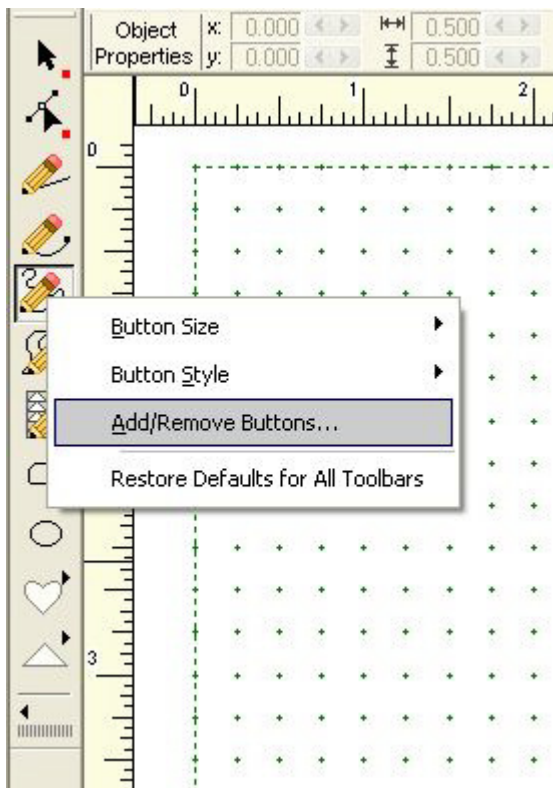 Object Properties x: 0.000 0.500
y: 0.000 0.500
0 1 2
0
Button Size
Button Style
Add/Remove Buttons...
Restore Defaults for All Toolbars
3